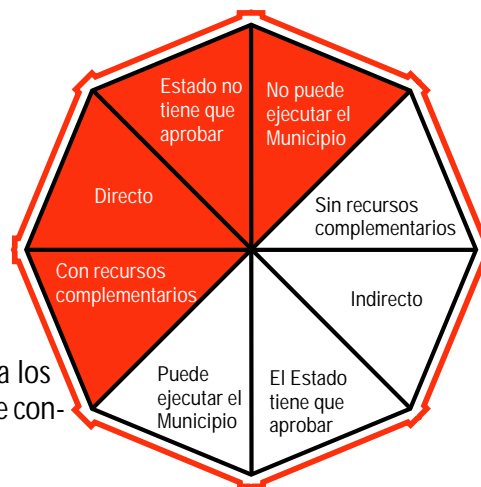 Estado no
tiene que
aprobar
No puede
ejecutar el
Municipio
Directo
Sin recursos
complementarios
Con recursos
complementarios
Indirecto
Puede
ejecutar el
Municipio
El Estado
tiene que
aprobar
a los
e con-